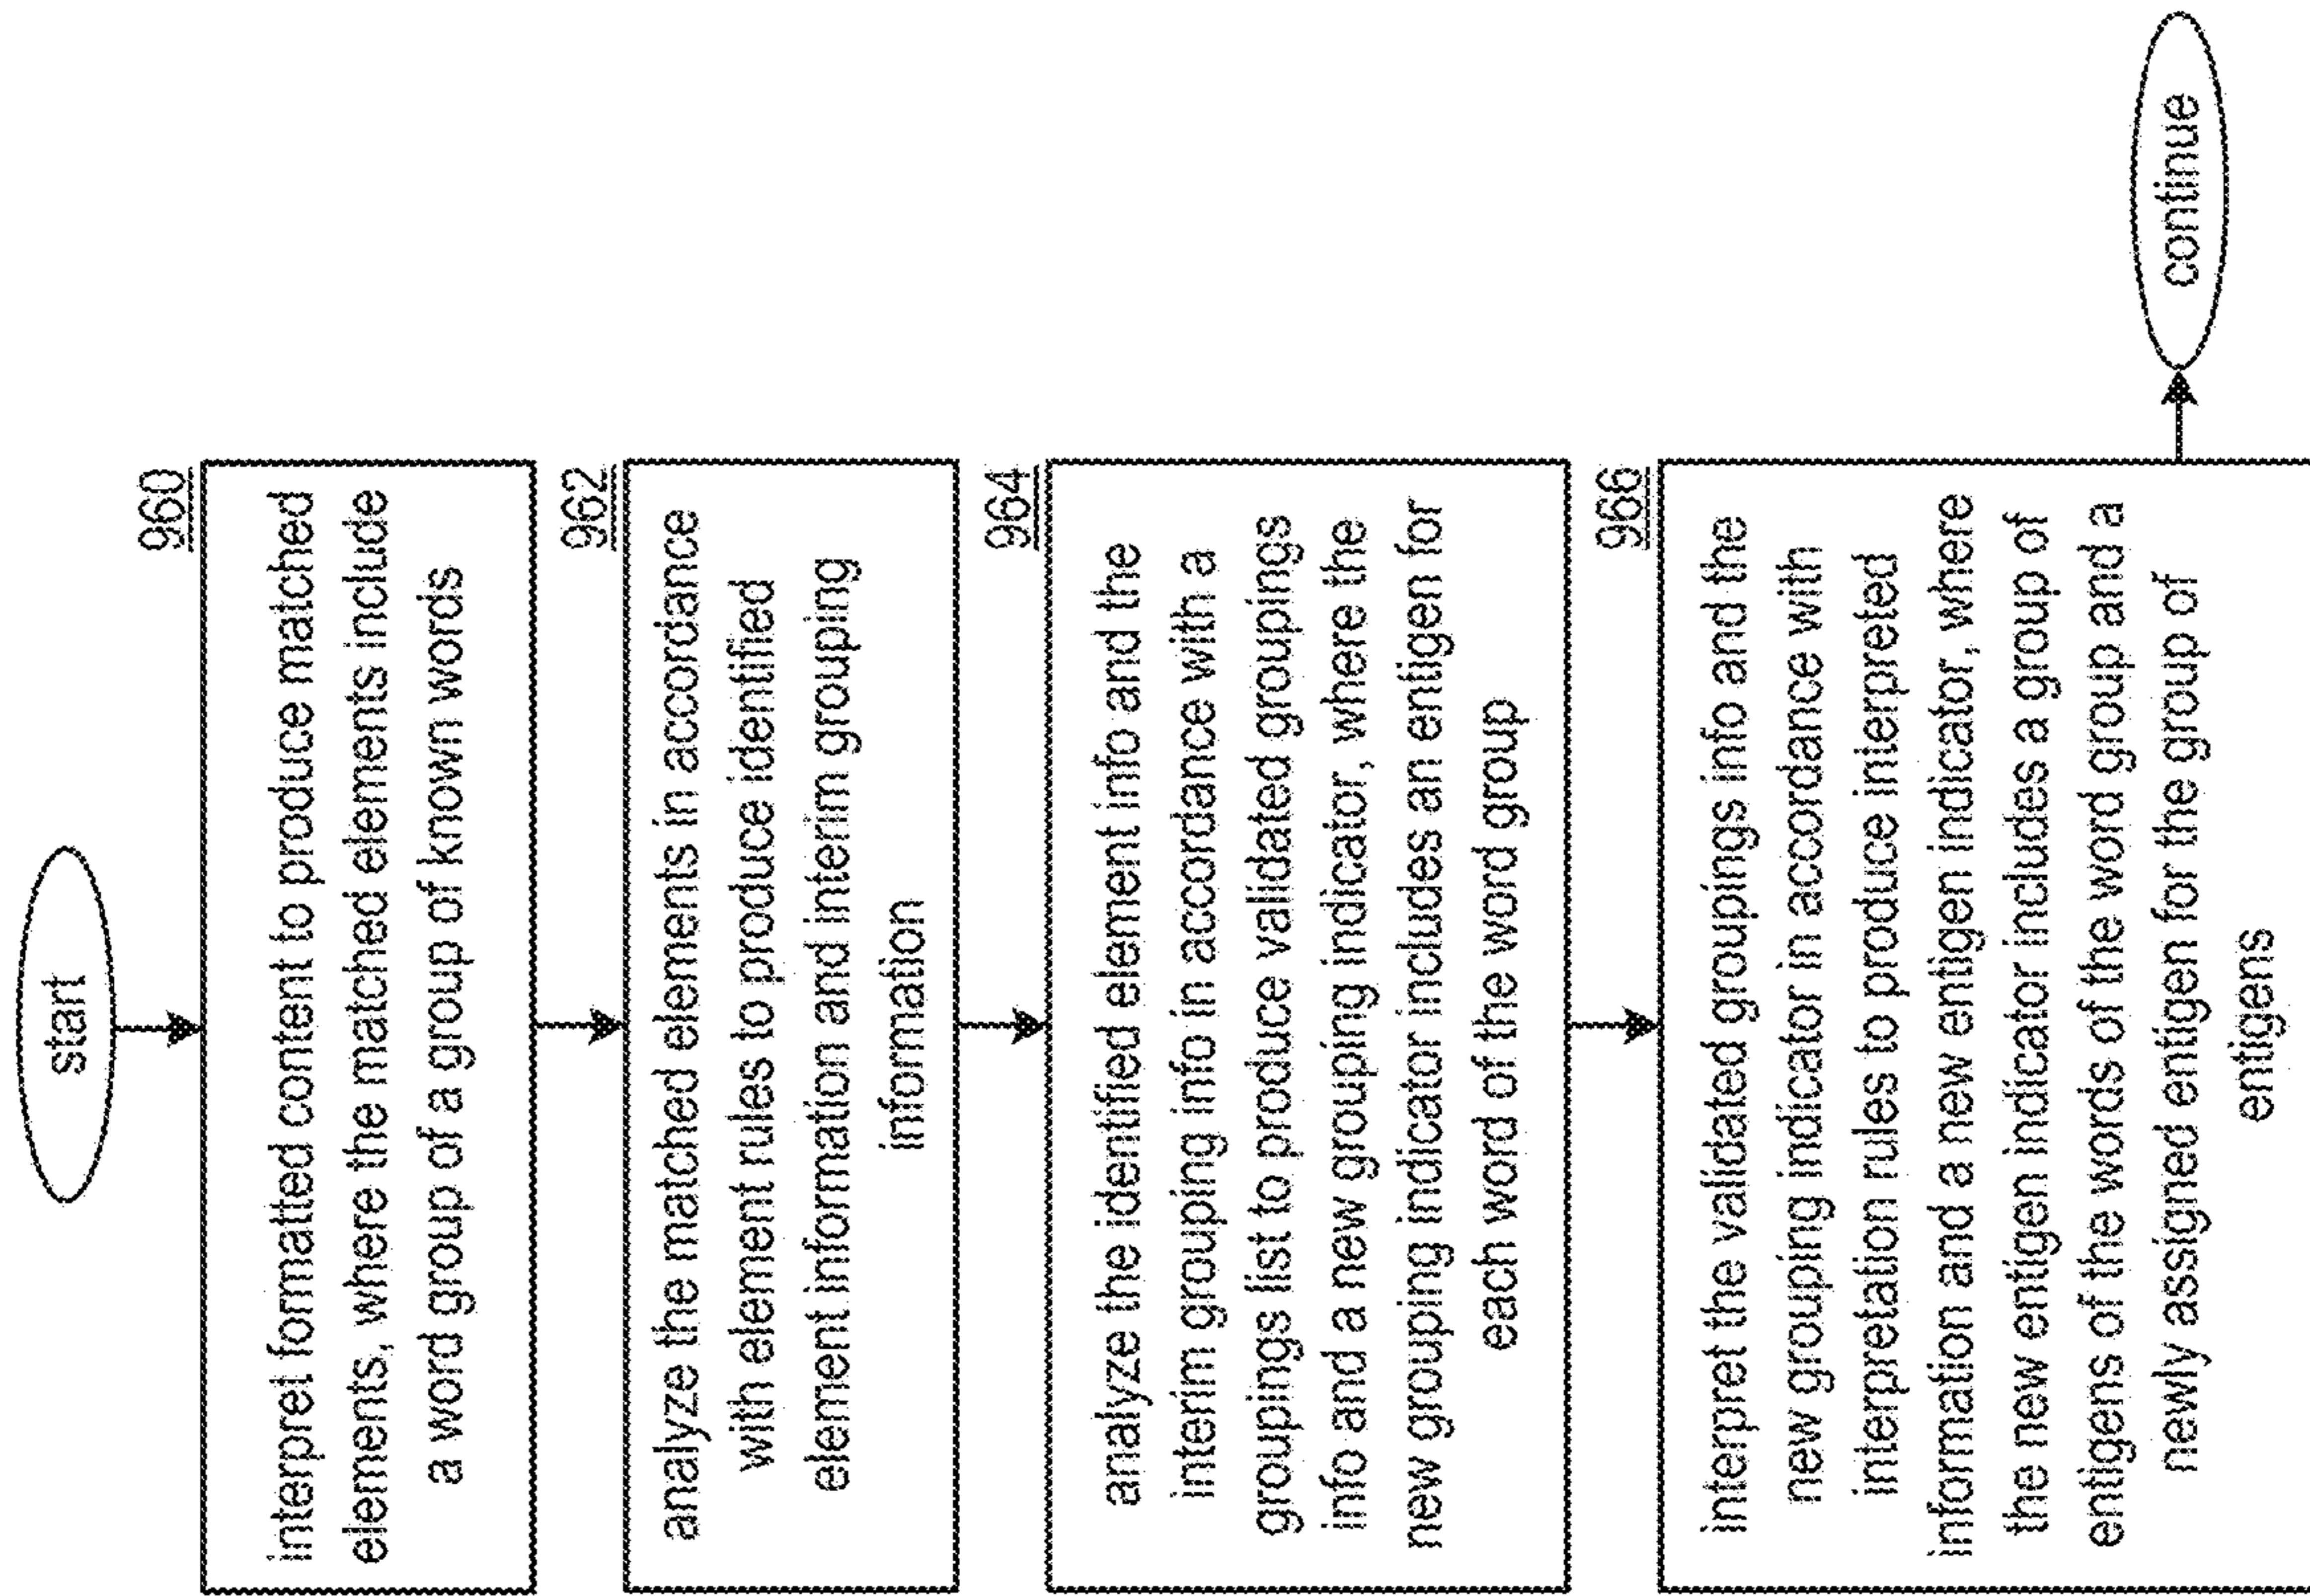 start
960
interpret formatted content to produce matched
elements, where the matched elements include
a word group of a group of known words
962
analyze the matched elements in accordance
with element rules to produce identified
element information and interim grouping
information
964
analyze the identified element info and the
interim grouping info in accordance with a
groupings list to produce validated groupings
info and a new grouping indicator, where the
new grouping indicator includes an entigen for
each word of the word group
966
interpret the validated groupings info and the
new grouping indicator in accordance with
interpretation rules to produce interpreted
information and a new entigen indicator, where
the new entigen indicator includes a group of
entigens of the words of the word group and a
newly assigned entigen for the group of
entigens
continue